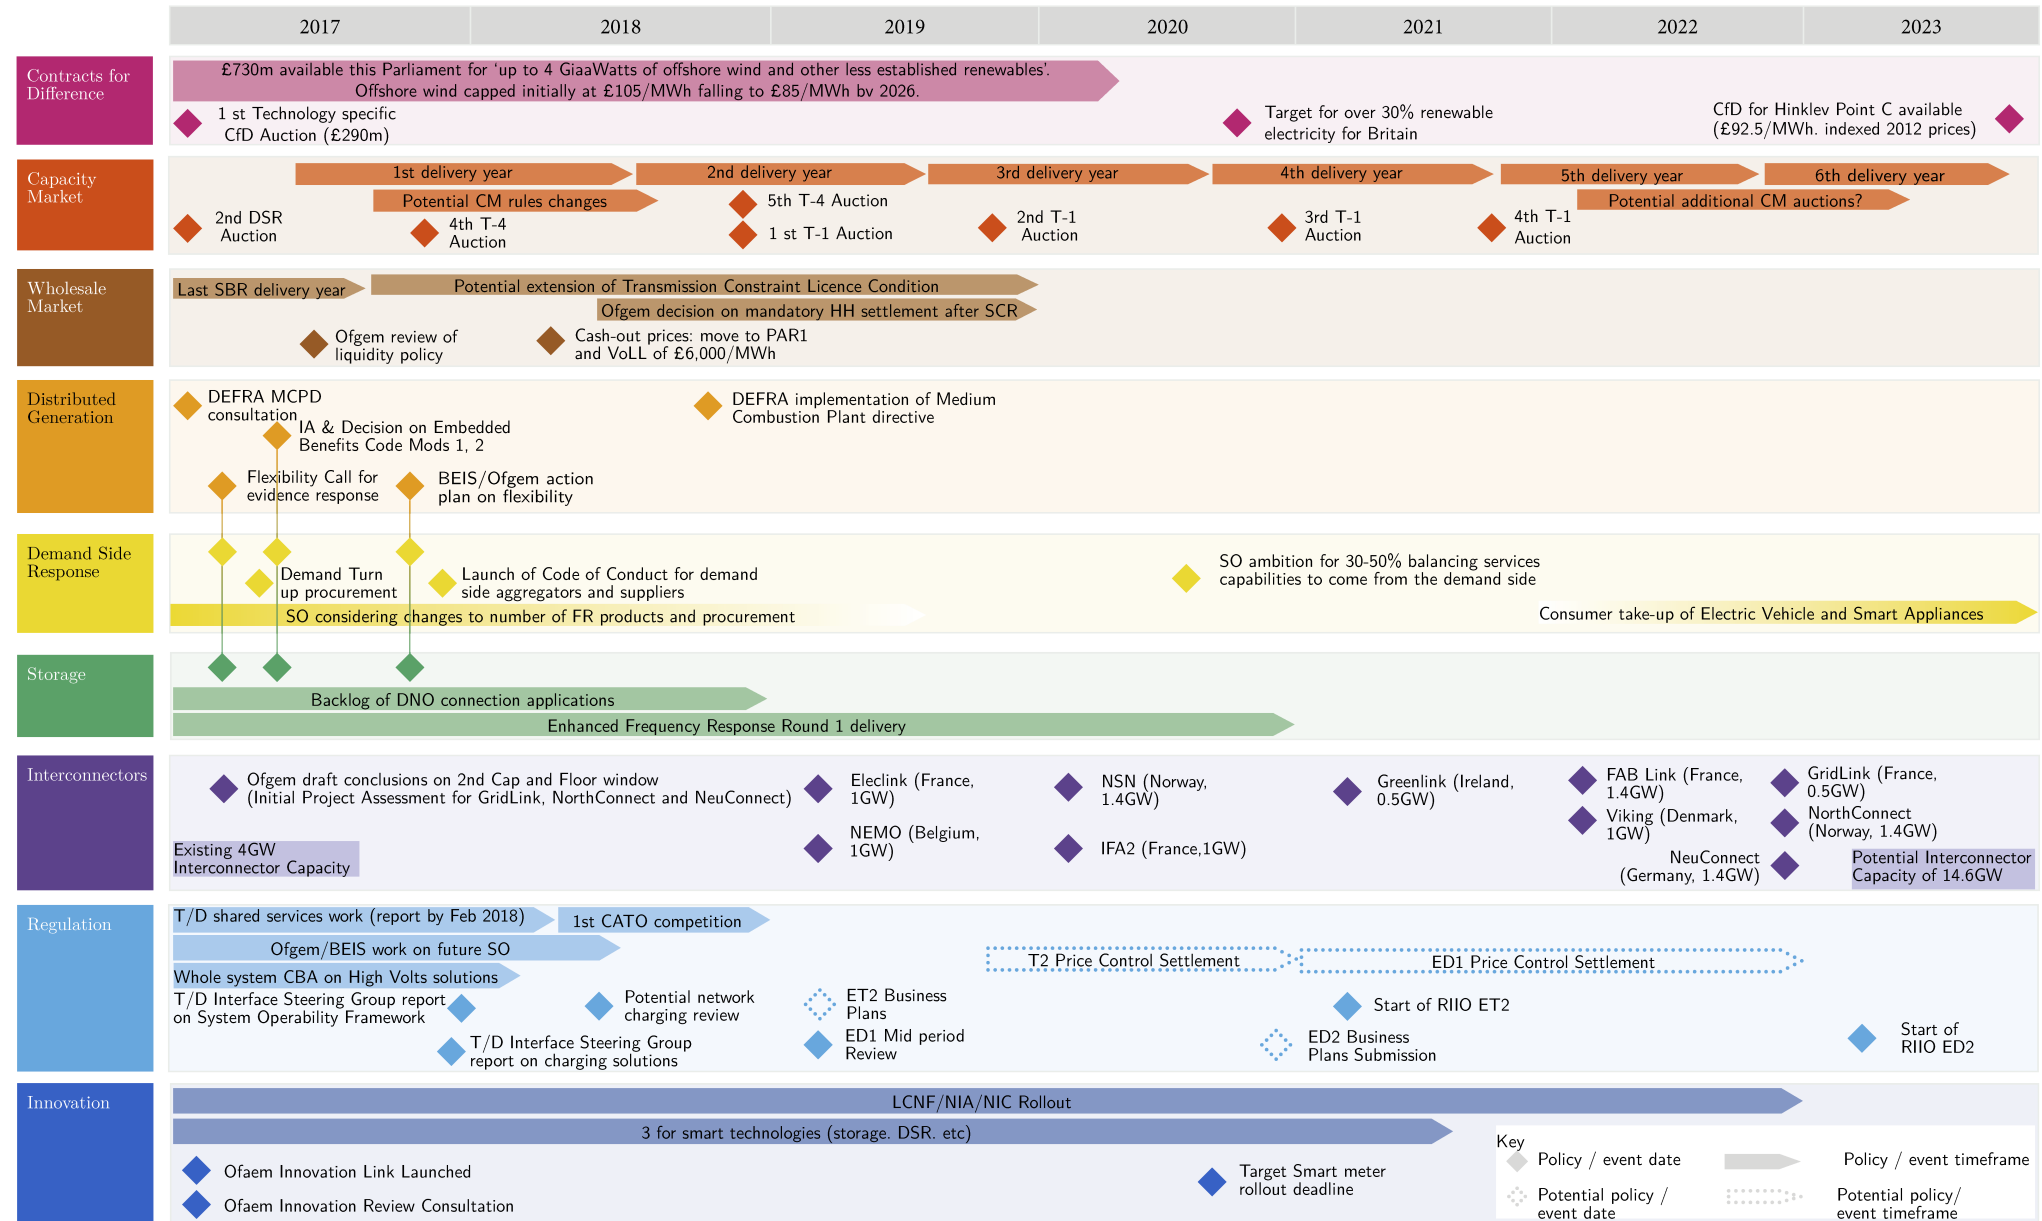 2017 2018 2019 2020 2021 2022 2023
Contracts for
Difference
£730m available this Parliament for ‘up to 4 GiaaWatts of offshore wind and other less established renewables’.
Offshore wind capped initially at £105/MWh falling to £85/MWh bv 2026.
1 st Technology specific
CfD Auction (£290m)
Target for over 30% renewable
electricity for Britain
CfD for Hinklev Point C available
(£92.5/MWh. indexed 2012 prices)
Capacity
Market
1st delivery year
2nd delivery year
3rd delivery year
4th delivery year
5th delivery year
6th delivery year
Potential CM rules changes
Potential additional CM auctions?
2nd DSR
Auction
4th T-4
Auction
5th T-4 Auction
1 st T-1 Auction
2nd T-1
Auction
3rd T-1
Auction
4th T-1
Auction
Wholesale
Market
Last SBR delivery year
Potential extension of Transmission Constraint Licence Condition
Ofgem decision on mandatory HH settlement after SCR
Ofgem review of
liquidity policy
Cash-out prices: move to PAR1
and VoLL of £6,000/MWh
Distributed
Generation
DEFRA MCPD
consultation
IA & Decision on Embedded
Benefits Code Mods 1, 2
DEFRA implementation of Medium
Combustion Plant directive
Flexibility Call for
evidence response
BEIS/Ofgem action
plan on flexibility
Demand Side
Response
Demand Turn
up procurement
Launch of Code of Conduct for demand
side aggregators and suppliers
SO ambition for 30-50% balancing services
capabilities to come from the demand side
SO considering changes to number of FR products and procurement
Consumer take-up of Electric Vehicle and Smart Appliances
Storage
Backlog of DNO connection applications
Enhanced Frequency Response Round 1 delivery
Interconnectors
Ofgem draft conclusions on 2nd Cap and Floor window
(Initial Project Assessment for GridLink, NorthConnect and NeuConnect)
Existing 4GW
Interconnector Capacity
Eleclink (France,
1GW)
NEMO (Belgium,
1GW)
NSN (Norway,
1.4GW)
IFA2 (France,1GW)
Greenlink (Ireland,
0.5GW)
FAB Link (France,
1.4GW)
Viking (Denmark,
1GW)
GridLink (France,
0.5GW)
NorthConnect
(Norway, 1.4GW)
NeuConnect
(Germany, 1.4GW)
Potential Interconnector
Capacity of 14.6GW
Regulation
T/D shared services work (report by Feb 2018)
1st CATO competition
Ofgem/BEIS work on future SO
Whole system CBA on High Volts solutions
T2 Price Control Settlement
ED1 Price Control Settlement
T/D Interface Steering Group report
on System Operability Framework
T/D Interface Steering Group
report on charging solutions
Potential network
charging review
ET2 Business
Plans
ED1 Mid period
Review
Start of RIIO ET2
ED2 Business
Plans Submission
Start of
RIIO ED2
Innovation
LCNF/NIA/NIC Rollout
3 for smart technologies (storage. DSR. etc)
Ofaem Innovation Link Launched
Ofaem Innovation Review Consultation
Target Smart meter
rollout deadline
Key
Policy / event date
Policy / event timeframe
Potential policy /
event date
Potential policy/
event timeframe